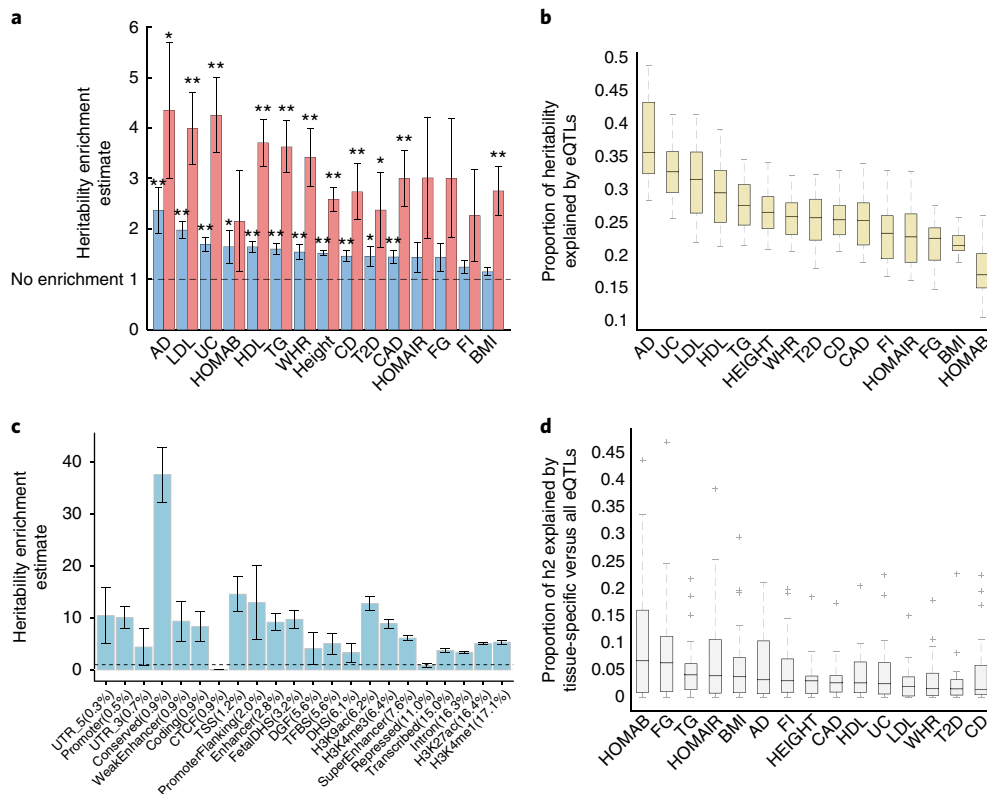 a
Heritability enrichment
estimate
6
5
4
3
2
No enrichment 1
0
*
**
**
**
**
**
**
**
*
**
**
**
**
**
*
**
**
**
**
**
**
*
**
**
AD
LDL
UC
HOMAB
HDL
TG
WHR
Height
CD
T2D
CAD
HOMAIR
FG
FI
BMI
b
Proportion of heritability
explained by eQTLs
0.5
0.45
0.4
0.35
0.3
0.25
0.2
0.15
0.1
AD
UC
LDL
HDL
TG
HEIGHT
WHR
T2D
CD
CAD
FI
HOMAIR
FG
BMI
HOMAB
c
Heritability enrichment
estimate
40
30
20
10
0
UTR_5(0.3%)
Promoter(0.5%)
UTR_3(0.7%)
Conserved(0.9%)
WeakEnhancer(0.9%)
Coding(0.9%)
CTCF(0.9%)
TSS(1.2%)
PromoterFlanking(2.0%)
Enhancer(2.8%)
FetalDHS(3.2%)
DGF(5.6%)
TFBS(5.6%)
DHS(6.1%)
H3K9ac(6.2%)
H3K4me3(6.4%)
SuperEnhancer(7.6%)
Repressed(11.0%)
Transcribed(15.0%)
Intron(16.3%)
H3K27ac(16.4%)
H3K4me1(17.1%)
d
Proportion of h2 explained by
tissue-specific versus all eQTLs
0.45
0.4
0.35
0.3
0.25
0.2
0.15
0.1
0.05
0
HOMAB
FG
TG
HOMAIR
BMI
AD
FI
HEIGHT
CAD
HDL
UC
LDL
WHR
T2D
CD